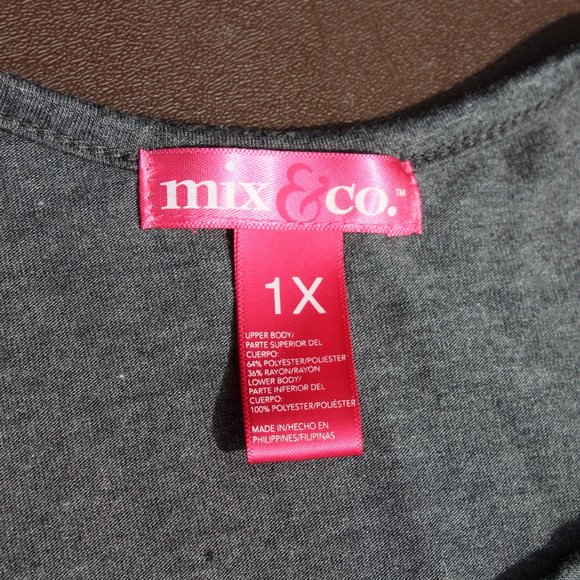 mix&co.™
1X
UPPER BODY/
PARTE SUPERIOR DEL
CUERPO:
64% POLYESTER/POLIÉSTER
36% RAYON/RAYÓN
LOWER BODY/
PARTE INFERIOR DEL
CUERPO:
100% POLYESTER/POLIÉSTER
MADE IN/HECHO EN
PHILIPPINES/FILIPINAS